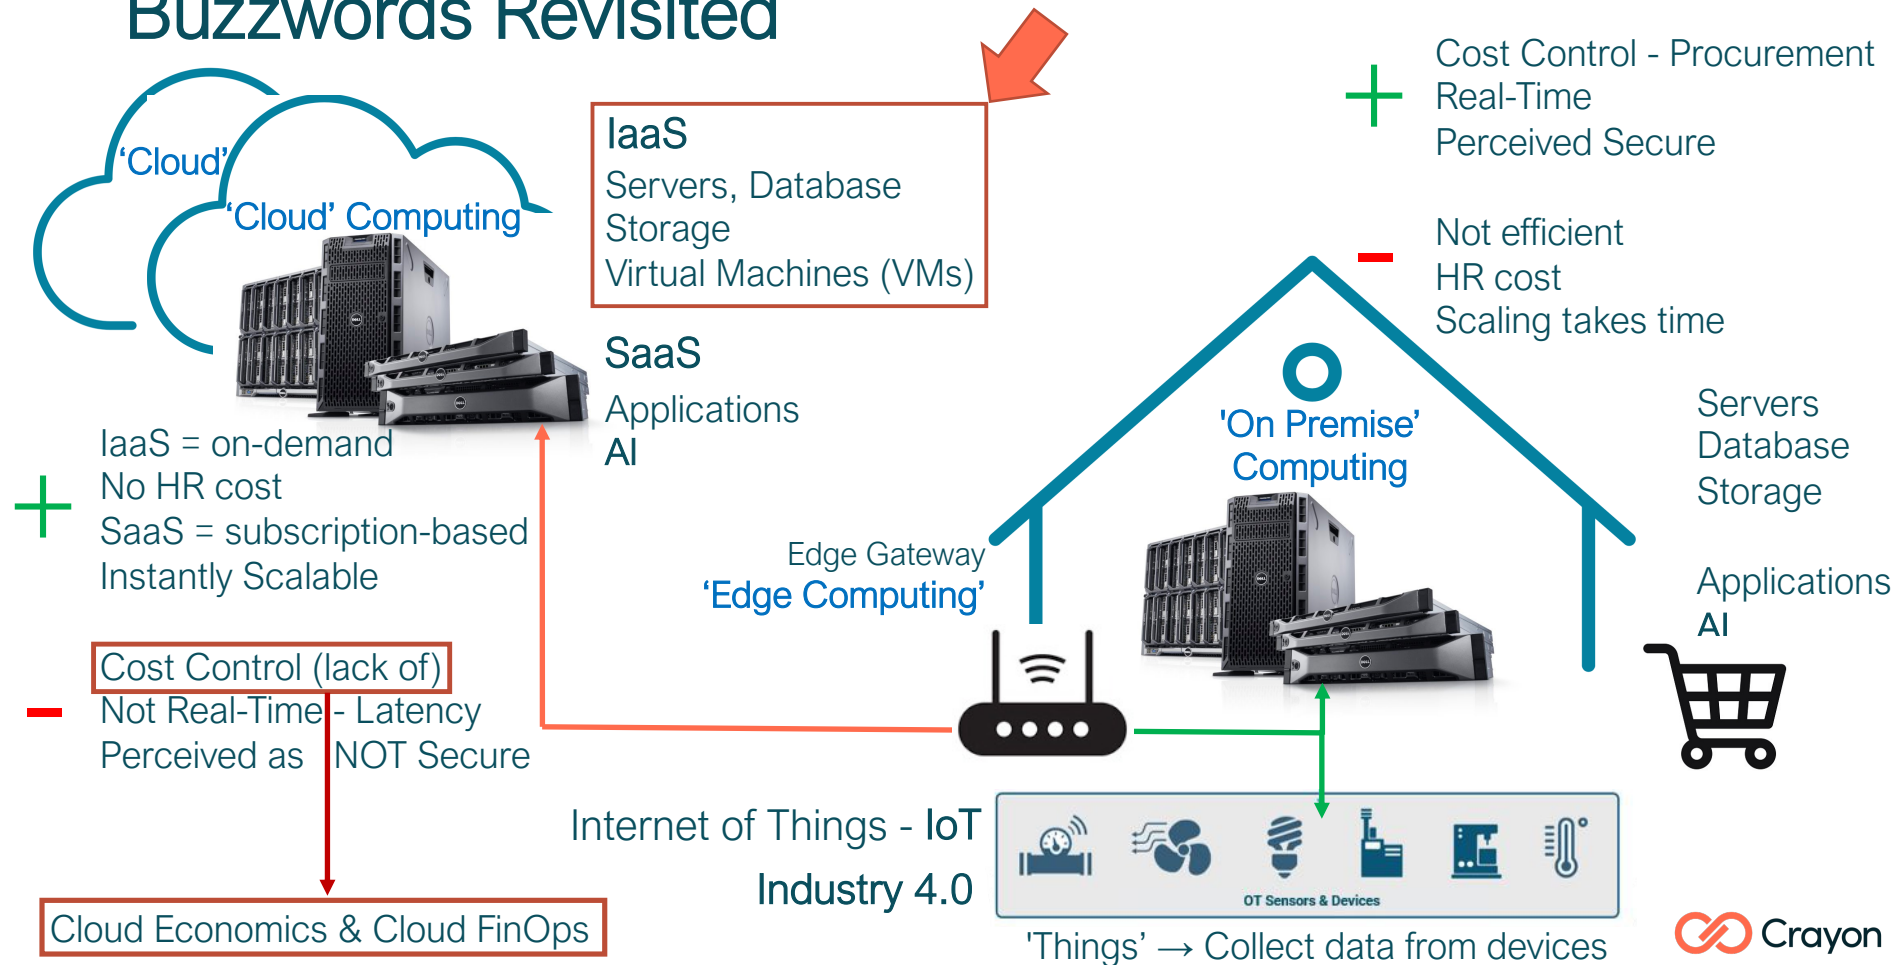 Buzzwords Revisited
'Cloud'
'Cloud' Computing
IaaS
Servers, Database
Storage
Virtual Machines (VMs)
SaaS
Applications
AI
IaaS = on-demand
No HR cost
SaaS = subscription-based
Instantly Scalable
Cost Control (lack of)
Not Real-Time - Latency
Perceived as NOT Secure
Cloud Economics & Cloud FinOps
Cost Control - Procurement
Real-Time
Perceived Secure
Not efficient
HR cost
Scaling takes time
'On Premise'
Computing
Servers
Database
Storage
Applications
AI
Edge Gateway
'Edge Computing'
Internet of Things - IoT
Industry 4.0
OT Sensors & Devices
'Things' → Collect data from devices
Crayon